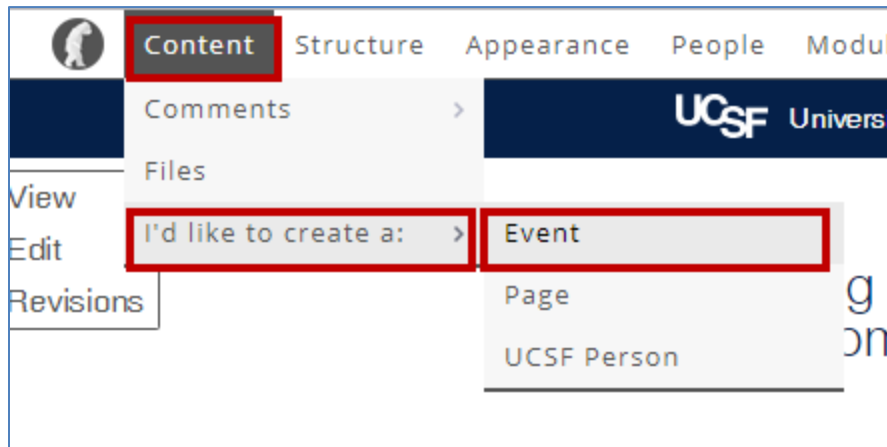 Content Structure Appearance People Modul
Comments
UCSF Univers
Files
View
I'd like to create a: Event
Edit
Page
Revisions
g
UCSF Person
om